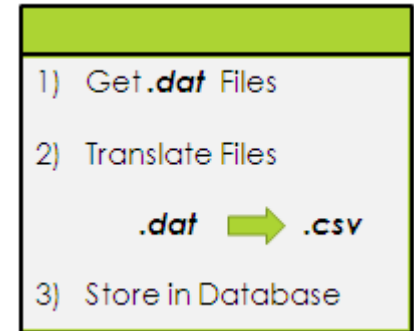 1) Get .dat Files
2) Translate Files
.dat .csv
3) Store in Database